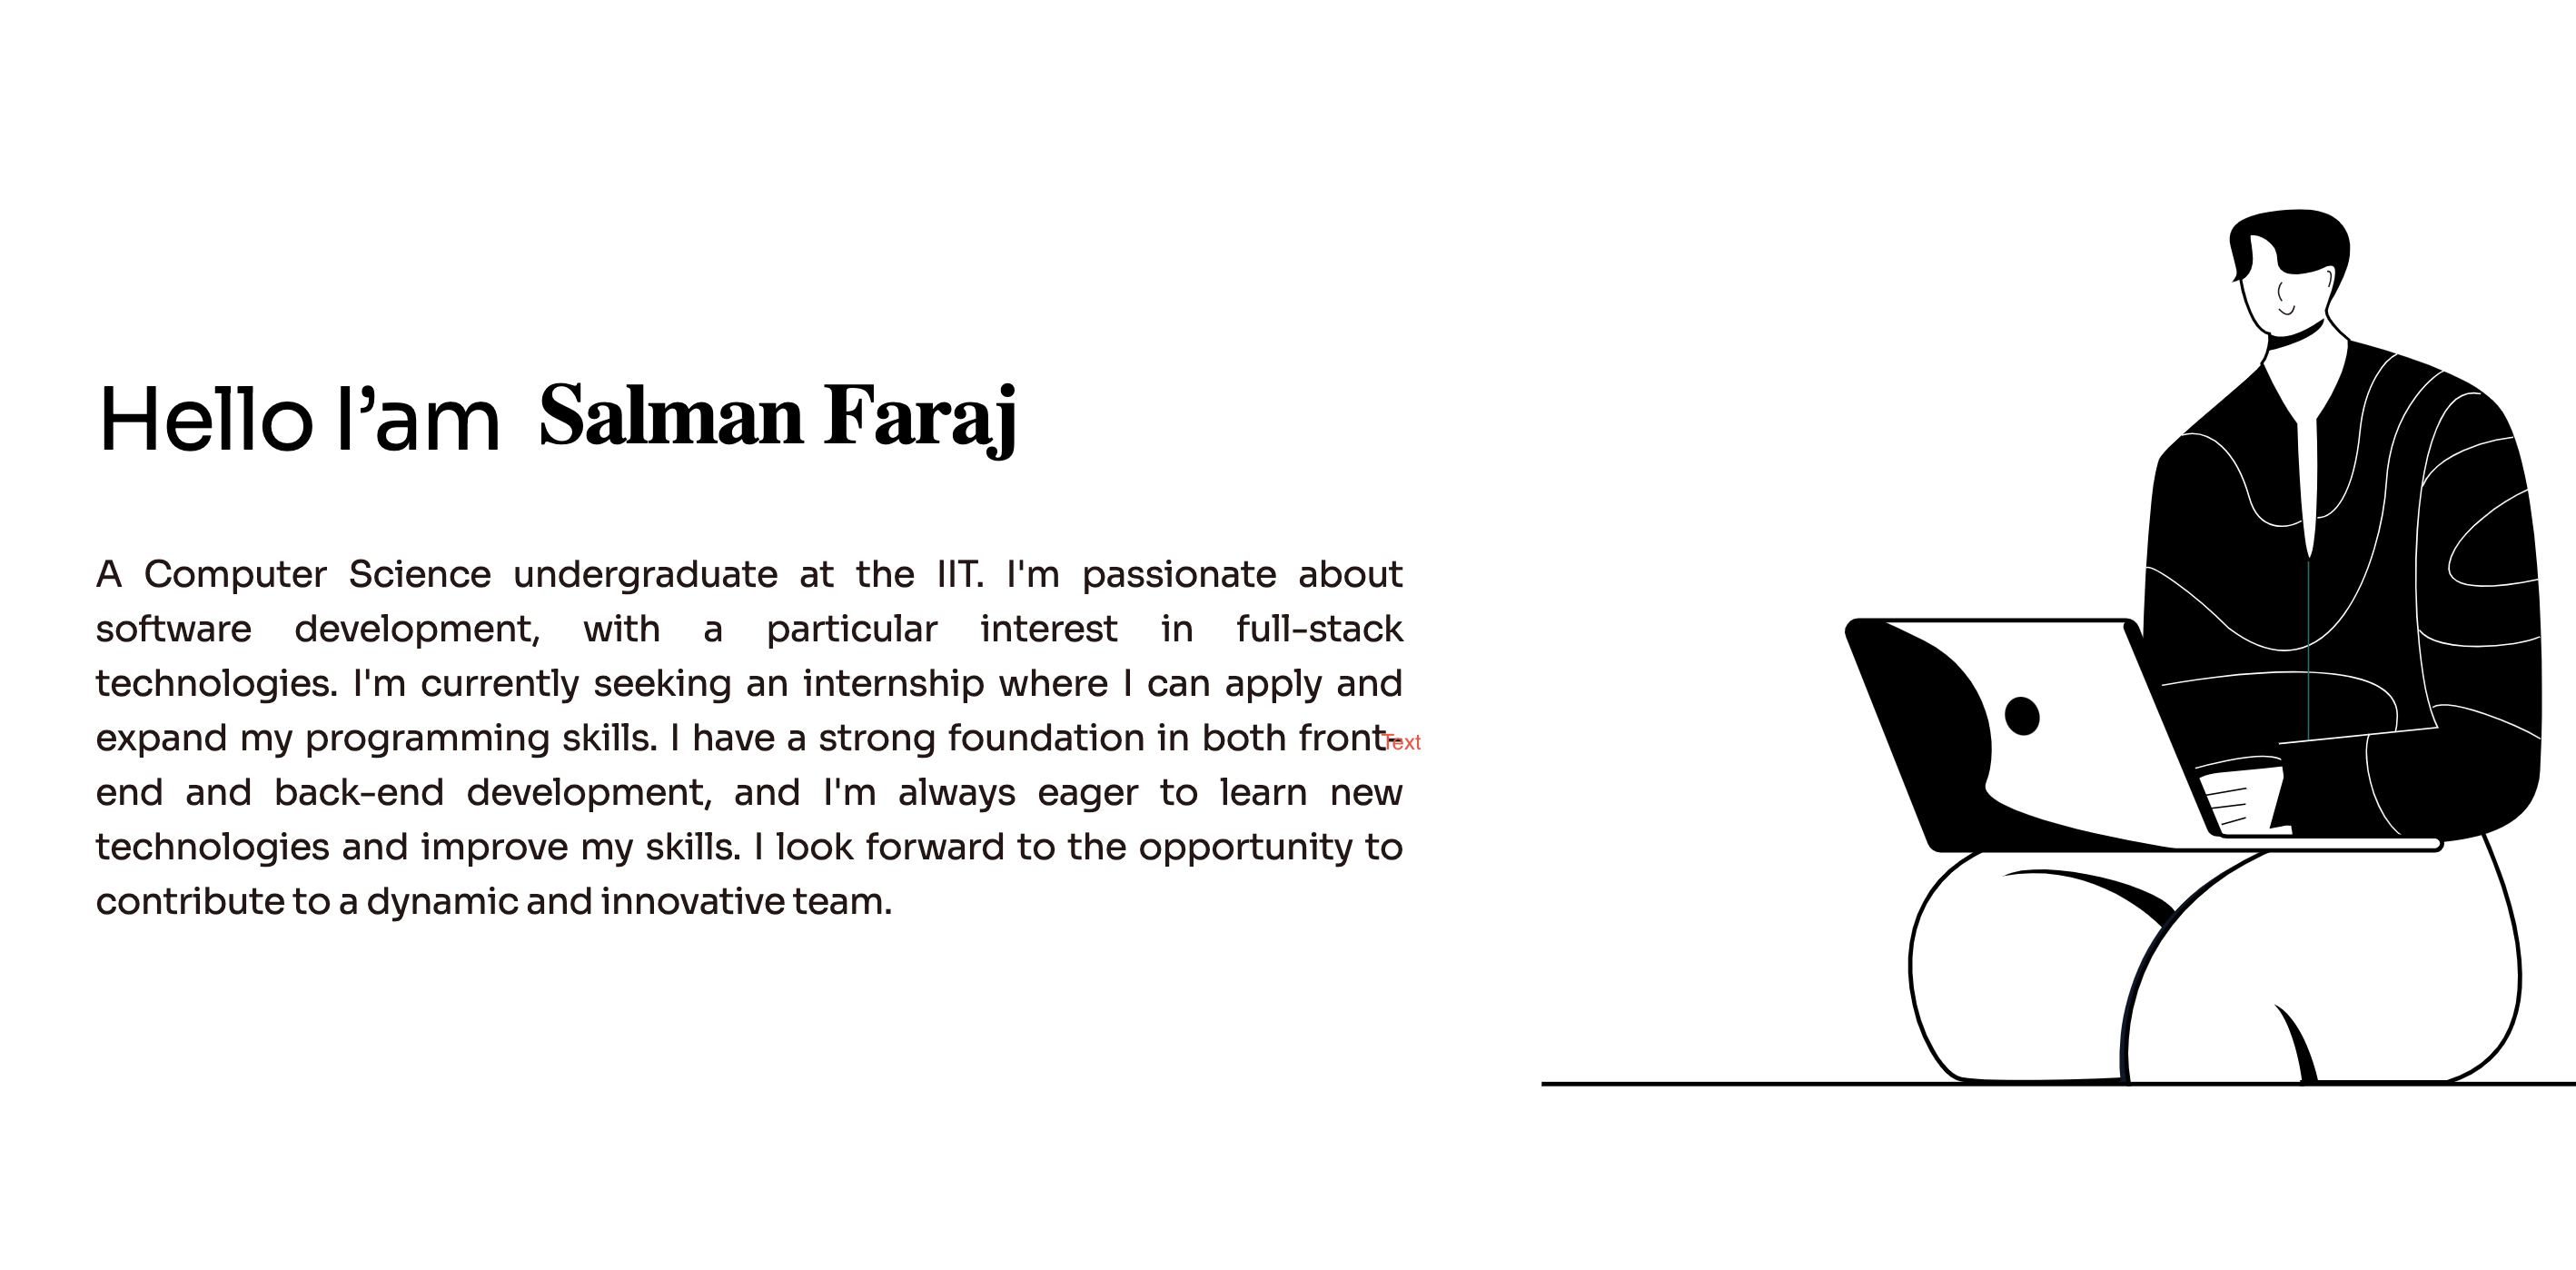 Hello I’am Salman Faraj
A Computer Science undergraduate at the IIT. I'm passionate about
software development, with a particular interest in full-stack
technologies. I'm currently seeking an internship where I can apply and
expand my programming skills. I have a strong foundation in both front-
Text
end and back-end development, and I'm always eager to learn new
technologies and improve my skills. I look forward to the opportunity to
contribute to a dynamic and innovative team.